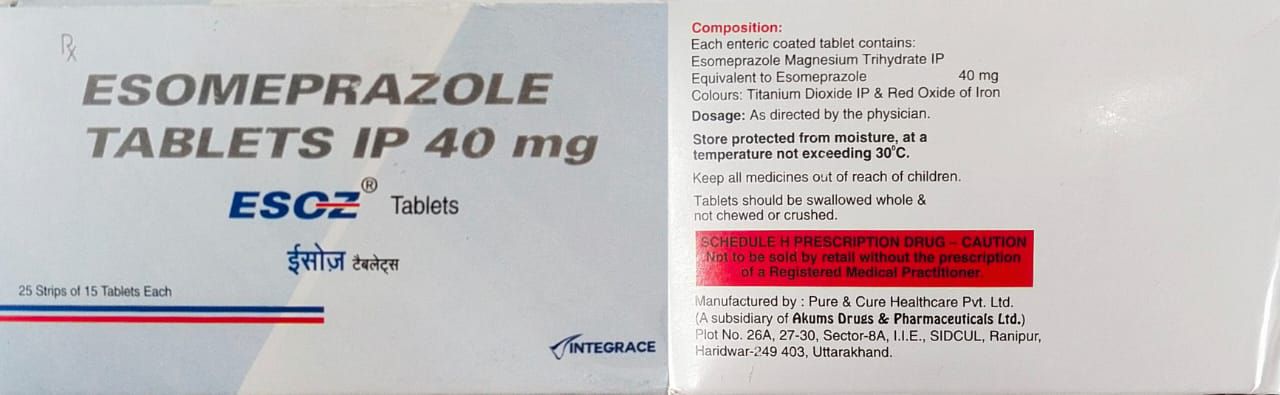 Rx
ESOMEPRAZOLE
TABLETS IP 40 mg
ESOZ® Tablets
ईसोज़ टैबलेट्स
25 Strips of 15 Tablets Each
INTEGRACE
Composition:
Each enteric coated tablet contains:
Esomeprazole Magnesium Trihydrate IP
Equivalent to Esomeprazole 40 mg
Colours: Titanium Dioxide IP & Red Oxide of Iron
Dosage: As directed by the physician.
Store protected from moisture, at a
temperature not exceeding 30°C.
Keep all medicines out of reach of children.
Tablets should be swallowed whole &
not chewed or crushed.
SCHEDULE H PRESCRIPTION DRUG – CAUTION
Not to be sold by retail without the prescription
of a Registered Medical Practitioner.
Manufactured by : Pure & Cure Healthcare Pvt. Ltd.
(A subsidiary of Akums Drugs & Pharmaceuticals Ltd.)
Plot No. 26A, 27-30, Sector-8A, I.I.E., SIDCUL, Ranipur,
Haridwar-249 403, Uttarakhand.